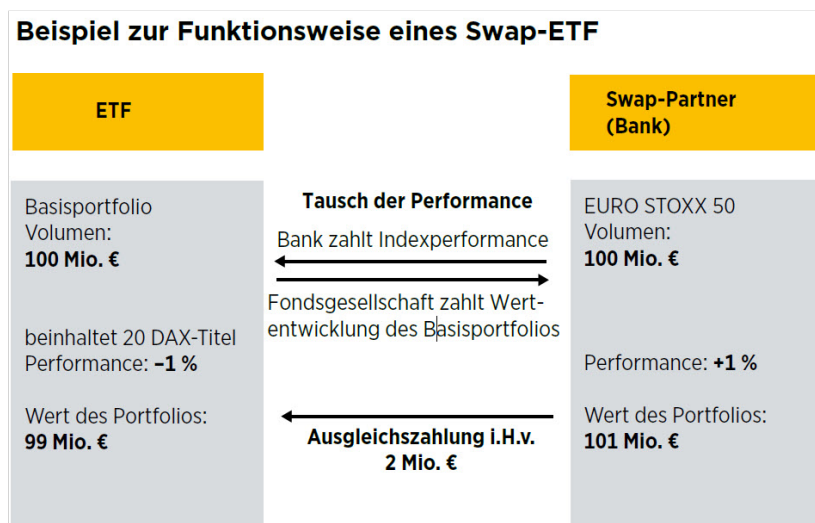 Beispiel zur Funktionsweise eines Swap-ETF
ETF
Swap-Partner
(Bank)
Basisportfolio
Volumen:
100 Mio. €
beinhaltet 20 DAX-Titel
Performance: –1 %
Wert des Portfolios:
99 Mio. €
Tausch der Performance
Bank zahlt Indexperformance
Fondsgesellschaft zahlt Wert-
entwicklung des Basisportfolios
Ausgleichszahlung i.H.v.
2 Mio. €
EURO STOXX 50
Volumen:
100 Mio. €
Performance: +1 %
Wert des Portfolios:
101 Mio. €